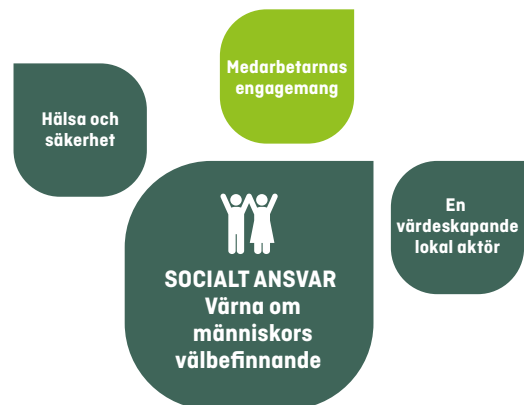 Medarbetarnas
engagemang
Hälsa och
säkerhet
En
värdeskapande
lokal aktör
SOCIALT ANSVAR
Värna om
människors
välbefinnande